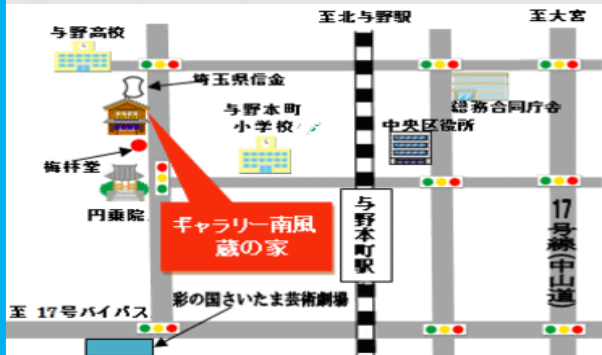 至北与野駅
至大宮
与野高校
埼玉県信金
与野本町
小学校
総務合同庁舎
中央区役所
梅林堂
円乗院
ギャラリー南風
蔵の家
与野本町駅
17号線(中山道)
彩の国さいたま芸術劇場
至 17号バイパス